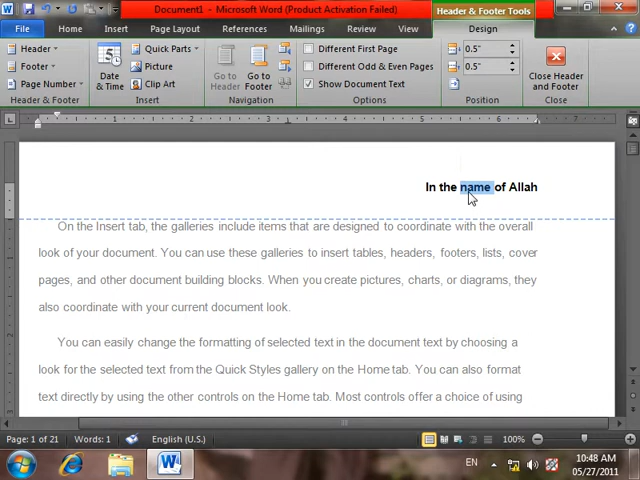 Document1 - Microsoft Word (Product Activation Failed)
Header & Footer Tools
File Home Insert Page Layout References Mailings Review View Design
Header
Footer
Page Number
Header & Footer
Date & Time
Quick Parts
Picture
Clip Art
Insert
Go to Header
Go to Footer
Navigation
Different First Page
Different Odd & Even Pages
Show Document Text
Options
0.5"
0.5"
Position
Close Header and Footer
Close
In the name of Allah
On the Insert tab, the galleries include items that are designed to coordinate with the overall
look of your document. You can use these galleries to insert tables, headers, footers, lists, cover
pages, and other document building blocks. When you create pictures, charts, or diagrams, they
also coordinate with your current document look.
You can easily change the formatting of selected text in the document text by choosing a
look for the selected text from the Quick Styles gallery on the Home tab. You can also format
text directly by using the other controls on the Home tab. Most controls offer a choice of using
Page: 1 of 21 Words: 1 English (U.S.) 100%
EN 10:48 AM
05/27/2011